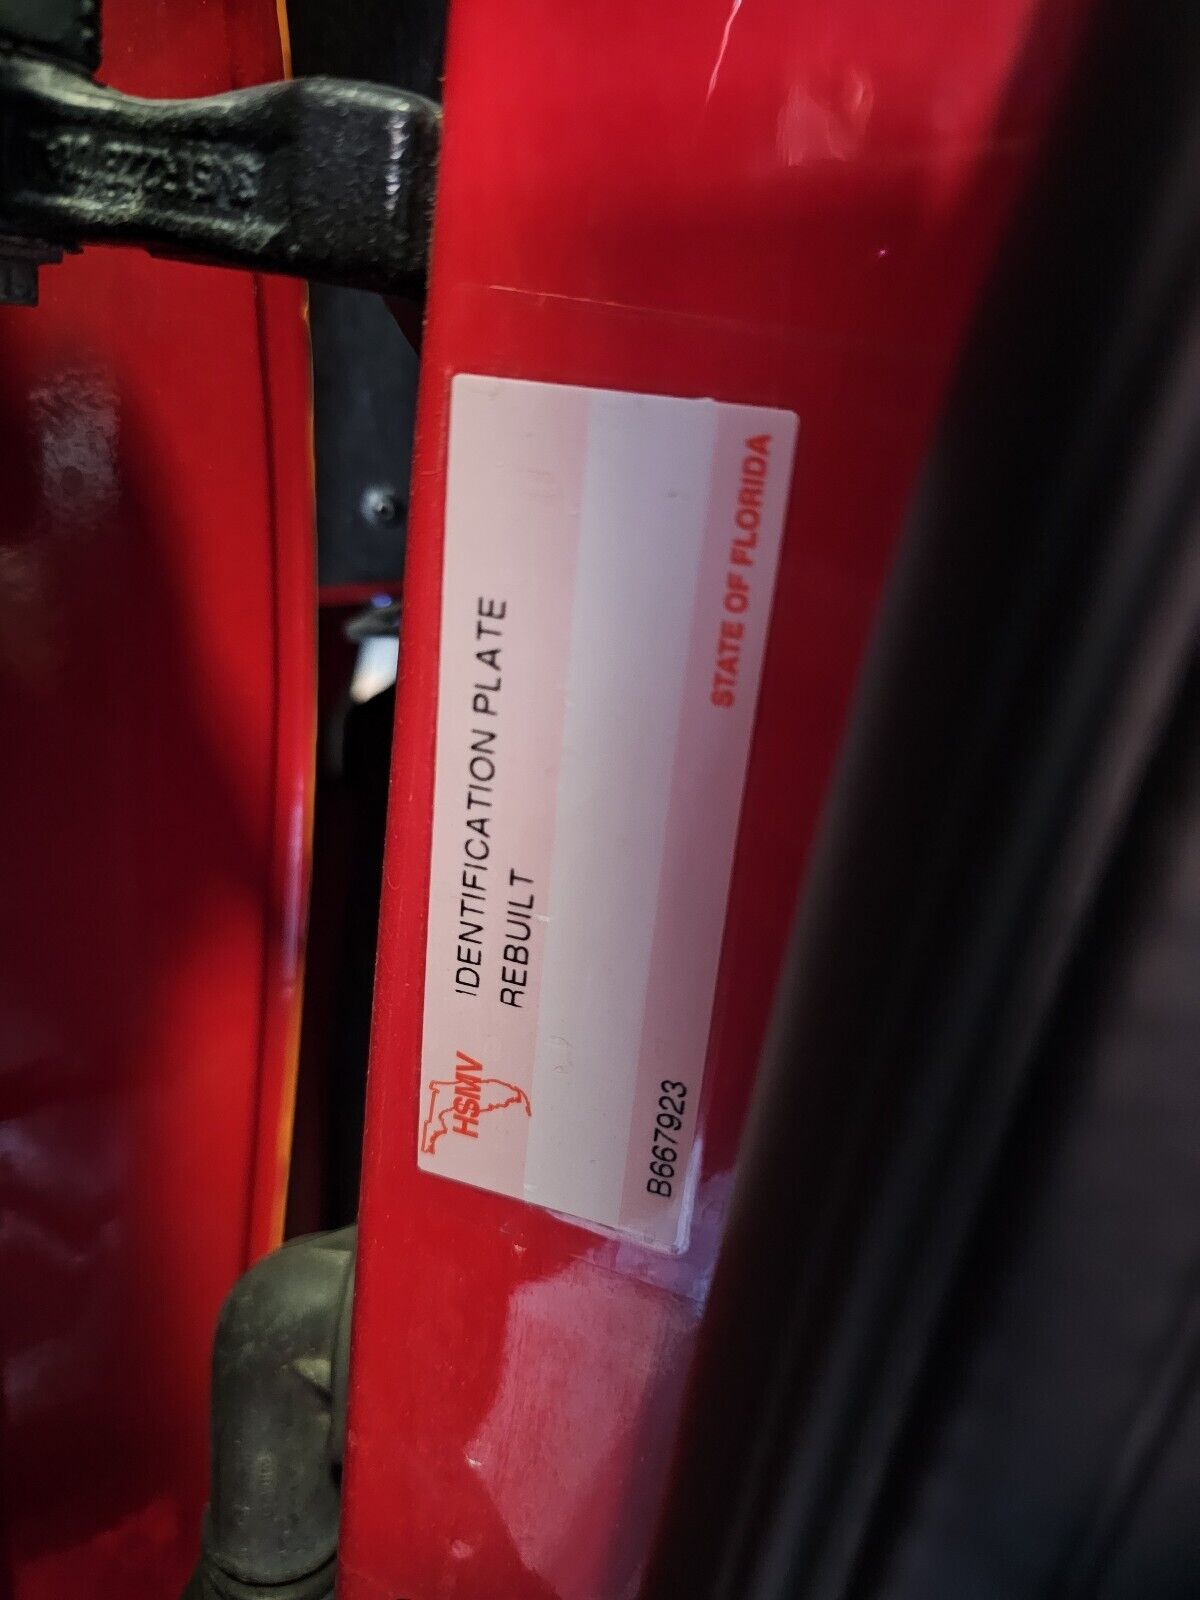 HSMV
IDENTIFICATION PLATE
REBUILT
B667923
STATE OF FLORIDA